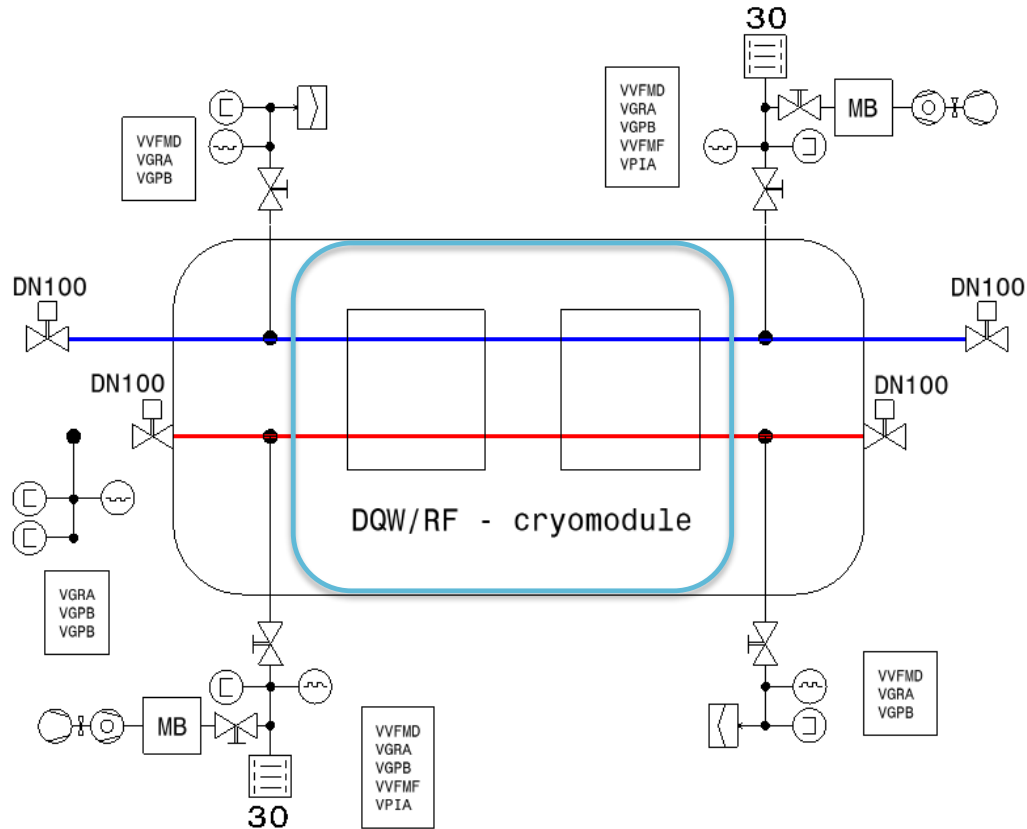 30
VVFMD
VGRA
VGPB
VVFMF
VPIA
MB
VVFMD
VGRA
VGPB
DN100
DN100
DN100
DN100
DQW/RF - cryomodule
VGRA
VGPB
VGPB
VVFMD
VGRA
VGPB
MB
VVFMD
VGRA
VGPB
VVFMF
VPIA
30